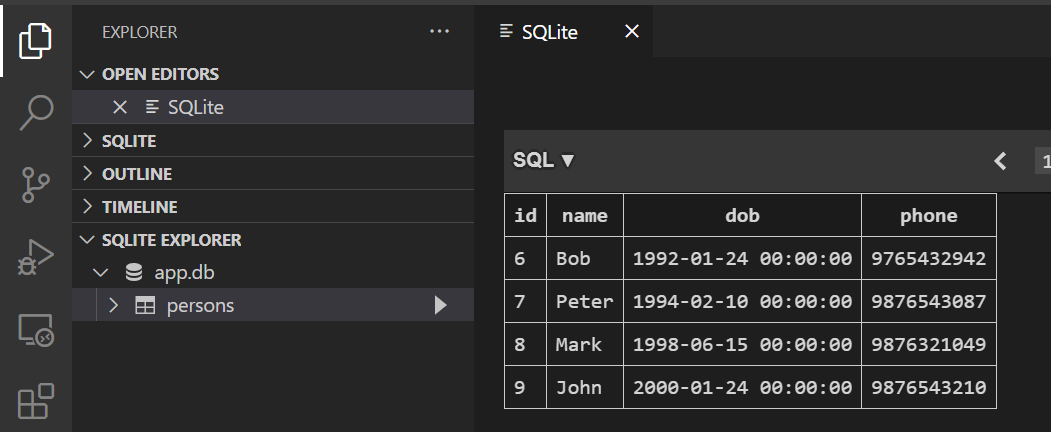 EXPLORER ...
OPEN EDITORS
SQLite
SQLITE
OUTLINE
TIMELINE
SQLITE EXPLORER
app.db
persons
SQLite
SQL ▼ 1
id name dob phone
6 Bob 1992-01-24 00:00:00 9765432942
7 Peter 1994-02-10 00:00:00 9876543087
8 Mark 1998-06-15 00:00:00 9876321049
9 John 2000-01-24 00:00:00 9876543210